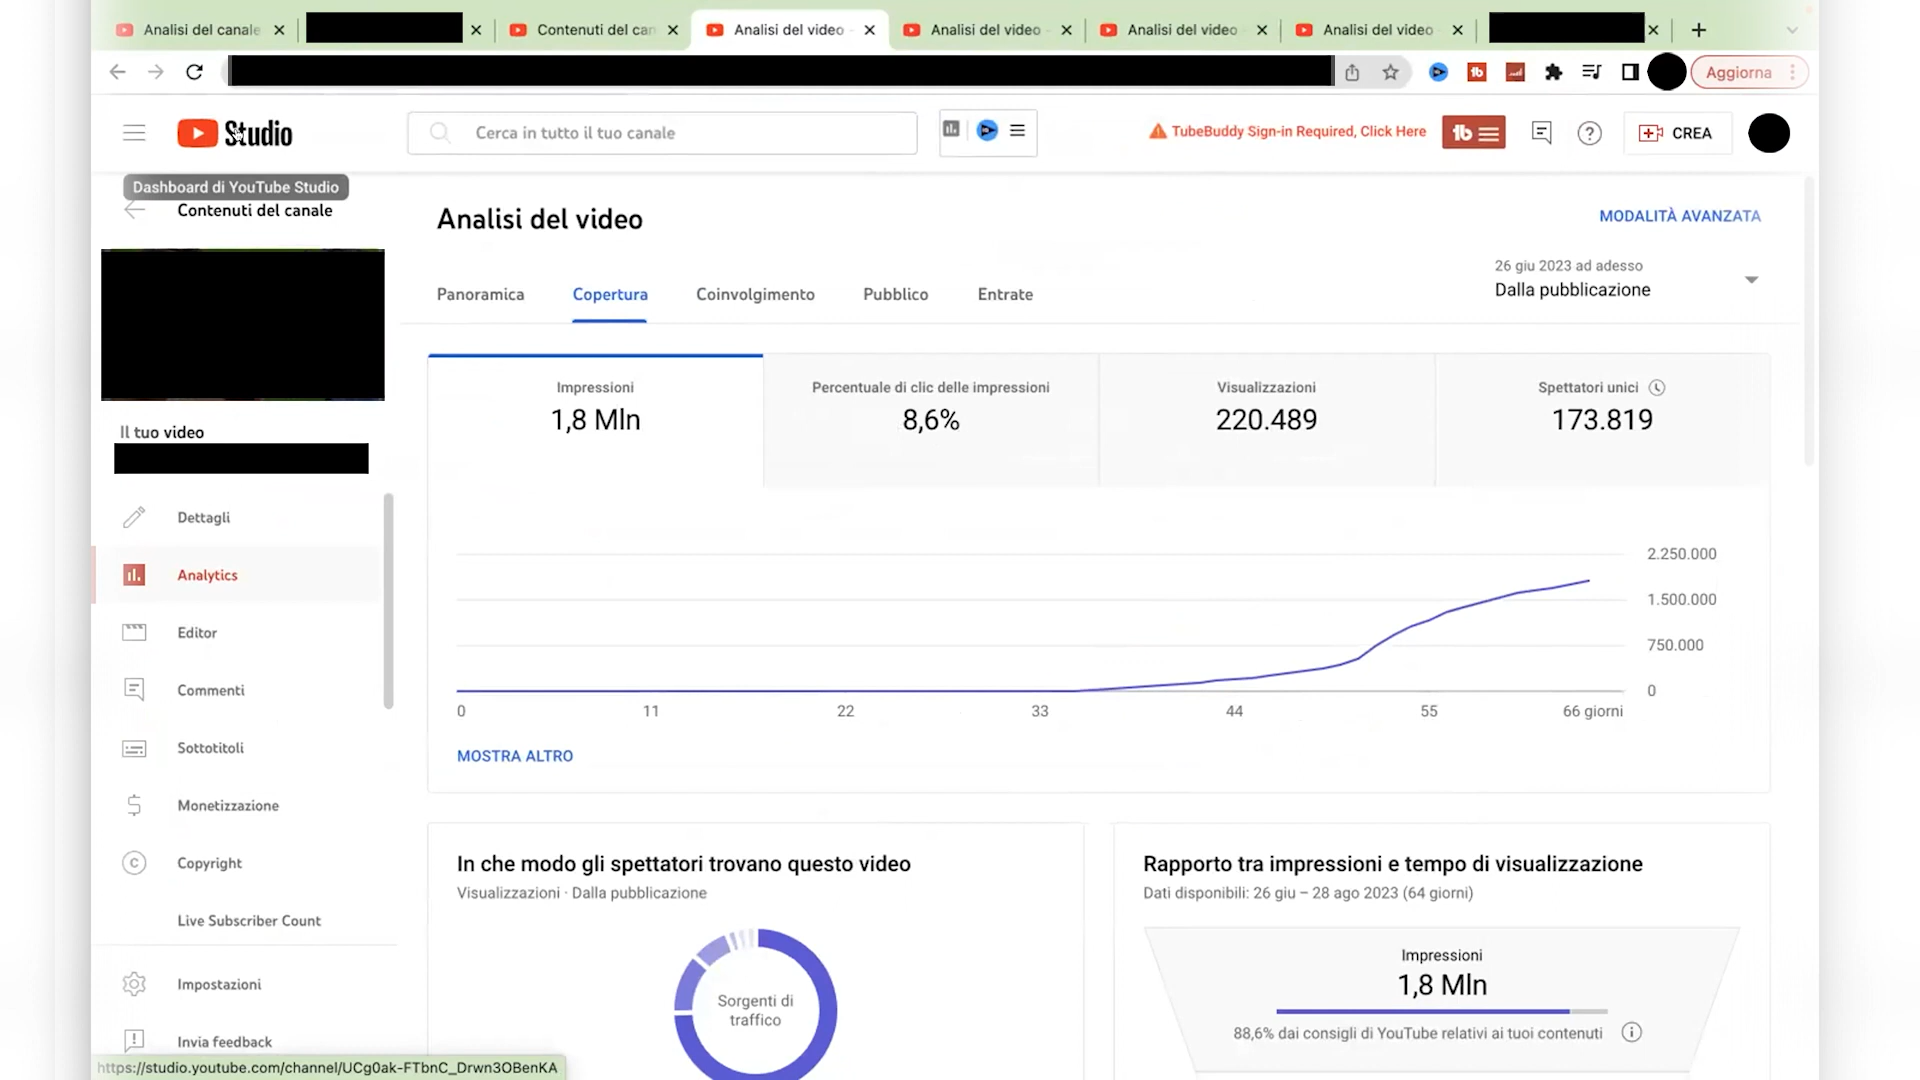 Analisi del canale
Contenuti del can
Analisi del video
Analisi del video
Analisi del video
Analisi del video
Aggiorna
Studio
Cerca in tutto il tuo canale
TubeBuddy Sign-in Required, Click Here
tb
CREA
Dashboard di YouTube Studio
Contenuti del canale
Analisi del video
MODALITÀ AVANZATA
26 giu 2023 ad adesso
Dalla pubblicazione
Panoramica
Copertura
Coinvolgimento
Pubblico
Entrate
Impressioni
1,8 Mln
Percentuale di clic delle impressioni
8,6%
Visualizzazioni
220.489
Spettatori unici
173.819
Il tuo video
Dettagli
Analytics
Editor
Commenti
Sottotitoli
Monetizzazione
Copyright
Live Subscriber Count
Impostazioni
Invia feedback
2.250.000
1.500.000
750.000
0
0
11
22
33
44
55
66 giorni
MOSTRA ALTRO
In che modo gli spettatori trovano questo video
Visualizzazioni · Dalla pubblicazione
Sorgenti di
traffico
Rapporto tra impressioni e tempo di visualizzazione
Dati disponibili: 26 giu – 28 ago 2023 (64 giorni)
Impressioni
1,8 Mln
88,6% dai consigli di YouTube relativi ai tuoi contenuti
https://studio.youtube.com/channel/UCg0ak-FTbnC_Drwn3OBenKA